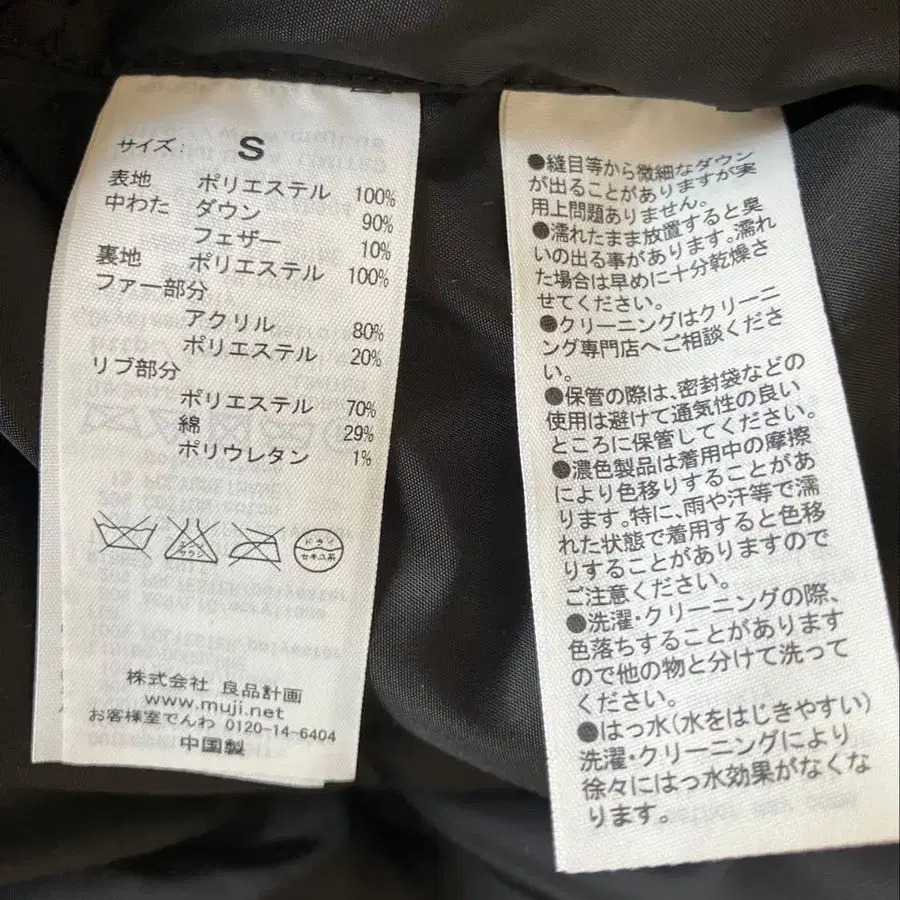 サイズ: S
表地 ポリエステル 100%
中わた ダウン 90%
フェザー 10%
裏地 ポリエステル 100%
ファー部分
アクリル 80%
ポリエステル 20%
リブ部分
ポリエステル 70%
綿 29%
ポリウレタン 1%
エンソ
サラシ
ドライ
セキユ系
株式会社 良品計画
www.muji.net
お客様室でんわ 0120-14-6404
中国製
●縫目等から微細なダウン
が出ることがありますが実
用上問題ありません。
●濡れたまま放置すると臭
いの出る事があります。濡れ
た場合は早めに十分乾燥さ
せてください。
●クリーニングはクリーニ
ング専門店へご相談くださ
い。
●保管の際は、密封袋などの
使用は避けて通気性の良い
ところに保管してください。
●濃色製品は着用中の摩擦
により色移りすることがあ
ります。特に、雨や汗等で濡
れた状態で着用すると色移
りすることがありますので
ご注意ください。
●洗濯・クリーニングの際、
色落ちすることがあります
ので他の物と分けて洗って
ください。
●はっ水(水をはじきやすい)
洗濯・クリーニングにより
徐々にはっ水効果がなくな
ります。